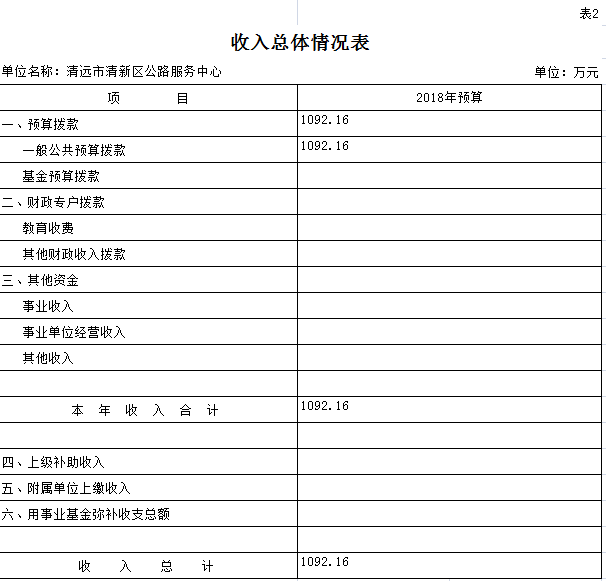 表2
收入总体情况表
单位名称：清远市清新区公路服务中心 单位：万元
项 目 2018年预算
一、预算拨款 1092.16
一般公共预算拨款 1092.16
基金预算拨款
二、财政专户拨款
教育收费
其他财政收入拨款
三、其他资金
事业收入
事业单位经营收入
其他收入
本 年 收 入 合 计 1092.16
四、上级补助收入
五、附属单位上缴收入
六、用事业基金弥补收支总额
收 入 总 计 1092.16